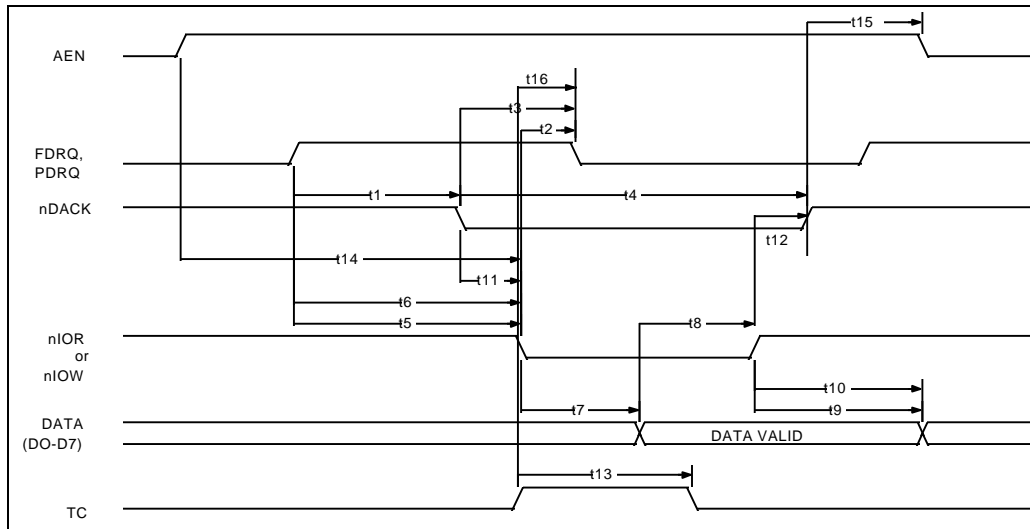 t15
AEN
t16
t3
t2
FDRQ,
PDRQ
t1
t4
nDACK
t12
t14
t11
t6
t5
t8
nIOR
or
nIOW
t10
t7
t9
DATA
(DO-D7)
DATA VALID
t13
TC